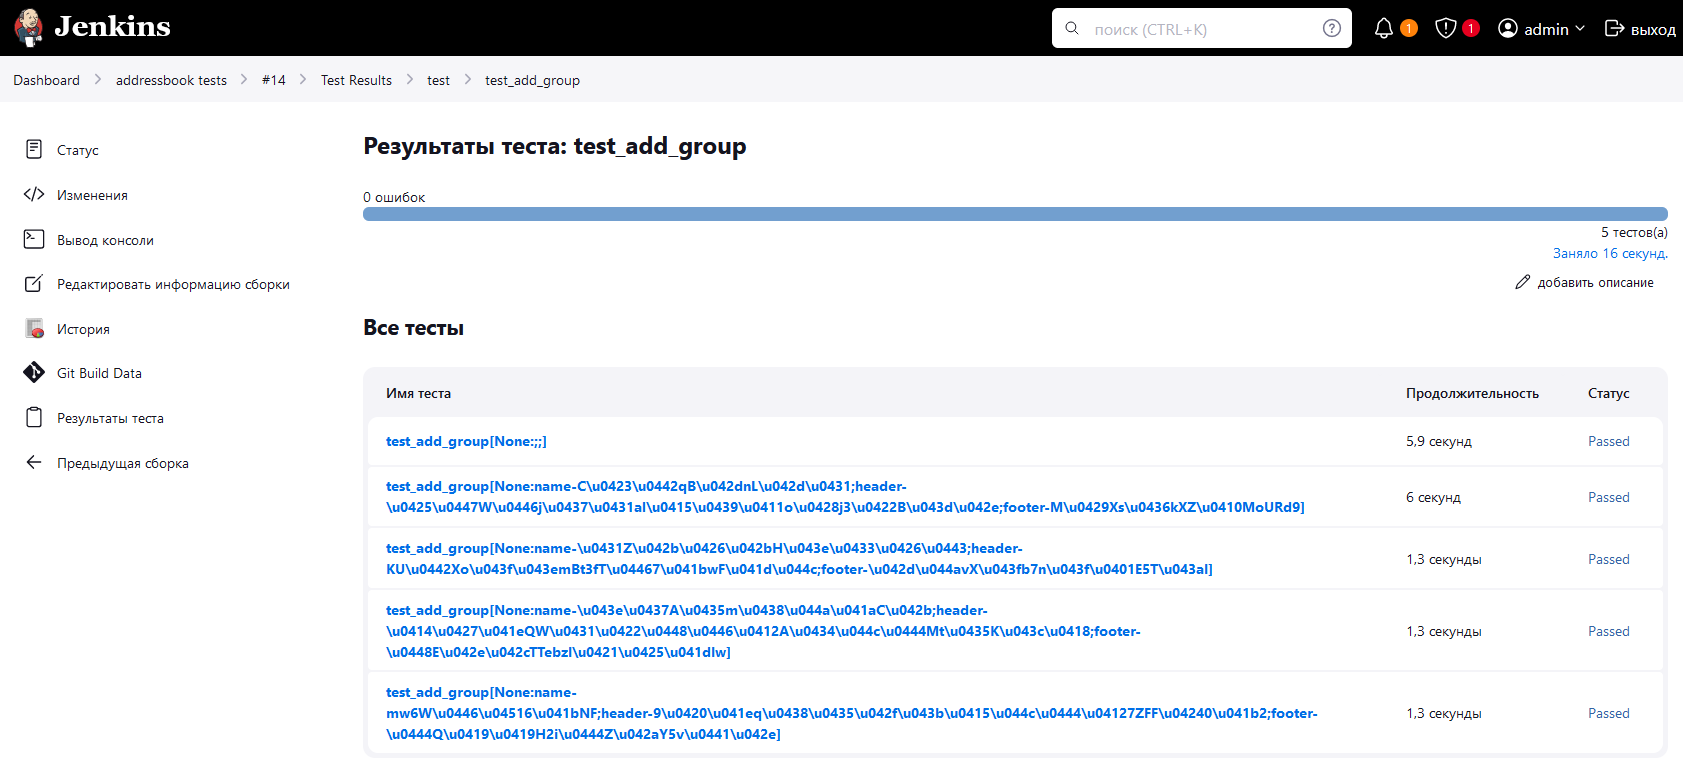 Jenkins
поиск (CTRL+K)
1
1
admin
выход
Dashboard
addressbook tests
#14
Test Results
test
test_add_group
Статус
Изменения
Вывод консоли
Редактировать информацию сборки
История
Git Build Data
Результаты теста
Предыдущая сборка
Результаты теста: test_add_group
0 ошибок
5 тестов(а)
Заняло 16 секунд.
добавить описание
Все тесты
Имя теста
Продолжительность
Статус
test_add_group[None:;;]
5,9 секунд
Passed
test_add_group[None:name-C\u0423\u0442qB\u042dnL\u042d\u0431;header-
\u0425\u0447W\u0446j\u0437\u0431al\u0415\u0439\u0411o\u0428j3\u0422B\u043d\u042e;footer-M\u0429Xs\u0436kXZ\u0410MoURd9]
6 секунд
Passed
test_add_group[None:name-\u0431Z\u042b\u0426\u042bH\u043e\u0433\u0426\u0443;header-
KU\u0442Xo\u043f\u043emBt3fT\u04467\u041bwF\u041d\u044c;footer-\u042d\u044avX\u043fb7n\u043f\u0401E5T\u043al]
1,3 секунды
Passed
test_add_group[None:name-\u043e\u0437A\u0435m\u0438\u044a\u041aC\u042b;header-
\u0414\u0427\u041eQW\u0431\u0422\u0448\u0446\u0412A\u0434\u044c\u0444Mt\u0435K\u043c\u0418;footer-
\u0448E\u042e\u042cTTebzl\u0421\u0425\u041dlw]
1,3 секунды
Passed
test_add_group[None:name-
mw6W\u0446\u04516\u041bNF;header-9\u0420\u041eq\u0438\u0435\u042f\u043b\u0415\u044c\u0444\u04127ZFF\u04240\u041b2;footer-
\u0444Q\u0419\u0419H2i\u0444Z\u042aY5v\u0441\u042e]
1,3 секунды
Passed